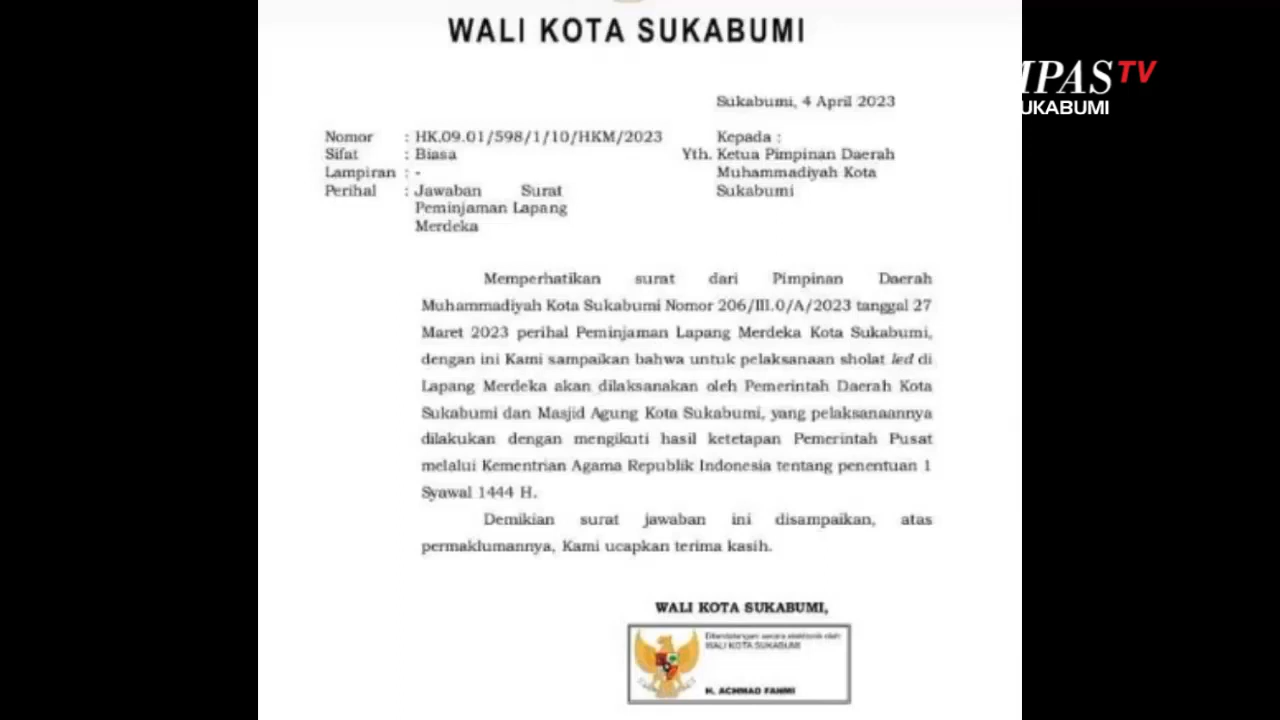 WALI KOTA SUKABUMI
MPAS TV
UKABUMI
Sukabumi, 4 April 2023
Nomor : HK.09.01/598/1/10/HKM/2023
Sifat : Biasa
Lampiran : -
Perihal : Jawaban Surat
Peminjaman Lapang
Merdeka
Kepada :
Yth. Ketua Pimpinan Daerah
Muhammadiyah Kota
Sukabumi
Memperhatikan surat dari Pimpinan Daerah
Muhammadiyah Kota Sukabumi Nomor 206/III.0/A/2023 tanggal 27
Maret 2023 perihal Peminjaman Lapang Merdeka Kota Sukabumi,
dengan ini Kami sampaikan bahwa untuk pelaksanaan sholat Ied di
Lapang Merdeka akan dilaksanakan oleh Pemerintah Daerah Kota
Sukabumi dan Masjid Agung Kota Sukabumi, yang pelaksanaannya
dilakukan dengan mengikuti hasil ketetapan Pemerintah Pusat
melalui Kementrian Agama Republik Indonesia tentang penentuan 1
Syawal 1444 H.
Demikian surat jawaban ini disampaikan, atas
permaklumannya, Kami ucapkan terima kasih.
WALI KOTA SUKABUMI,
Ditandatangani secara elektronik oleh
WALI KOTA SUKABUMI
H. ACHMAD FAHMI